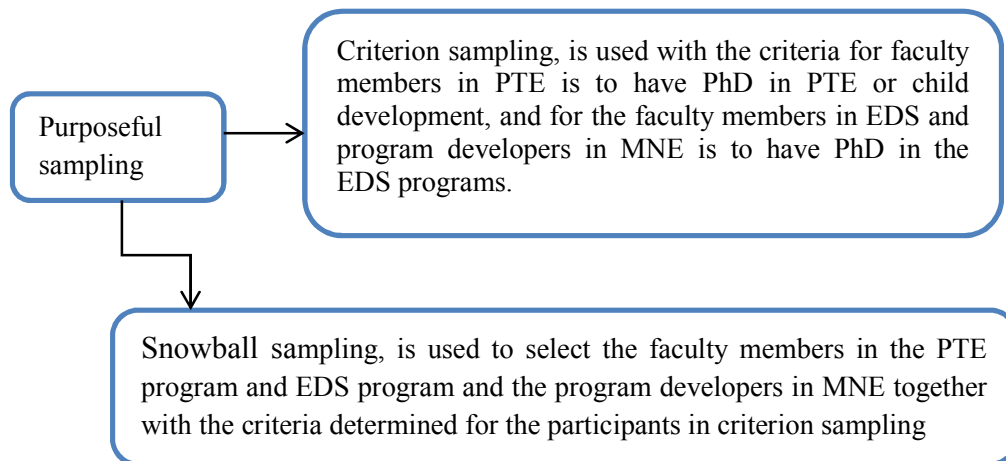 Criterion sampling, is used with the criteria for faculty
members in PTE is to have PhD in PTE or child
development, and for the faculty members in EDS and
program developers in MNE is to have PhD in the
EDS programs.
Purposeful
sampling
Snowball sampling, is used to select the faculty members in the PTE
program and EDS program and the program developers in MNE together
with the criteria determined for the participants in criterion sampling